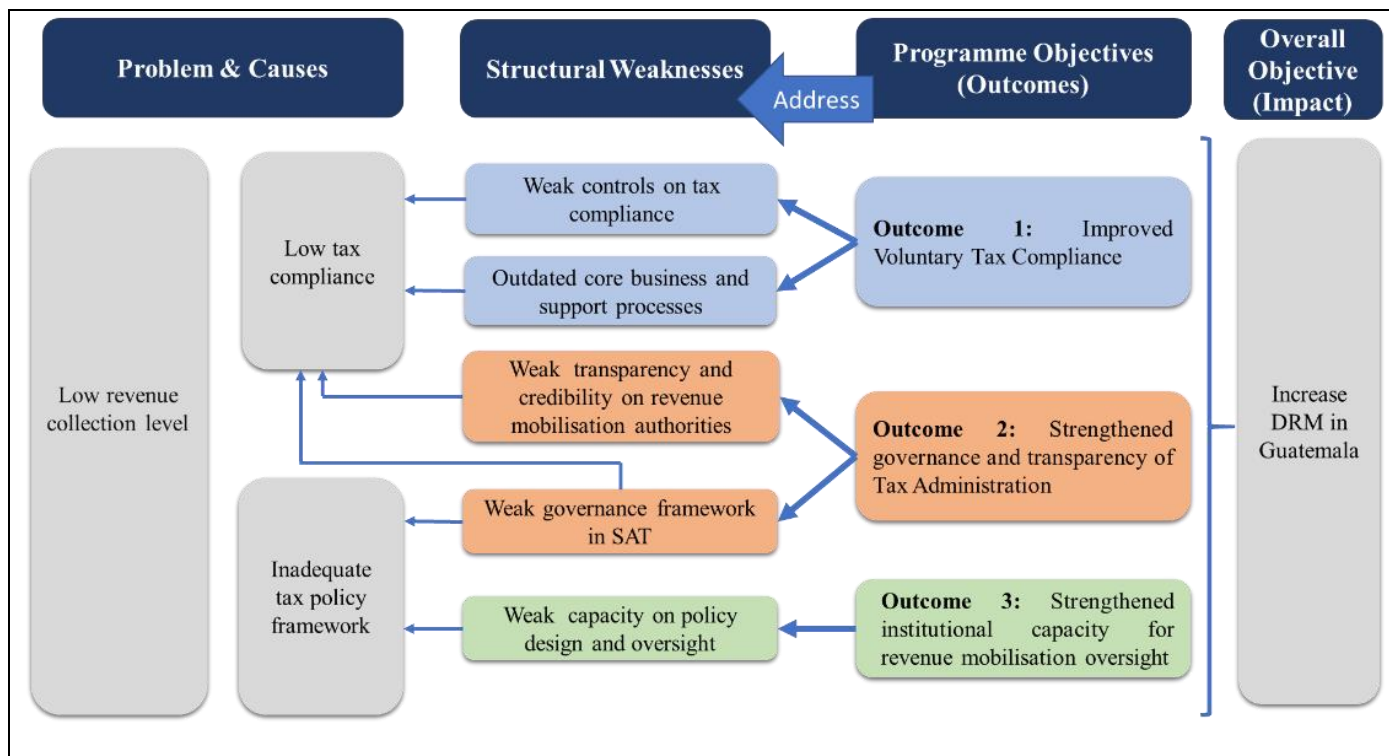 Problem & Causes
Structural Weaknesses
Address
Programme Objectives
(Outcomes)
Overall
Objective
(Impact)
Low revenue
collection level
Low tax
compliance
Inadequate
tax policy
framework
Weak controls on tax
compliance
Outdated core business and
support processes
Weak transparency and
credibility on revenue
mobilisation authorities
Weak governance framework
in SAT
Weak capacity on policy
design and oversight
Outcome 1: Improved
Voluntary Tax Compliance
Outcome 2: Strengthened
governance and transparency of
Tax Administration
Outcome 3: Strengthened
institutional capacity for
revenue mobilisation oversight
Increase
DRM in
Guatemala